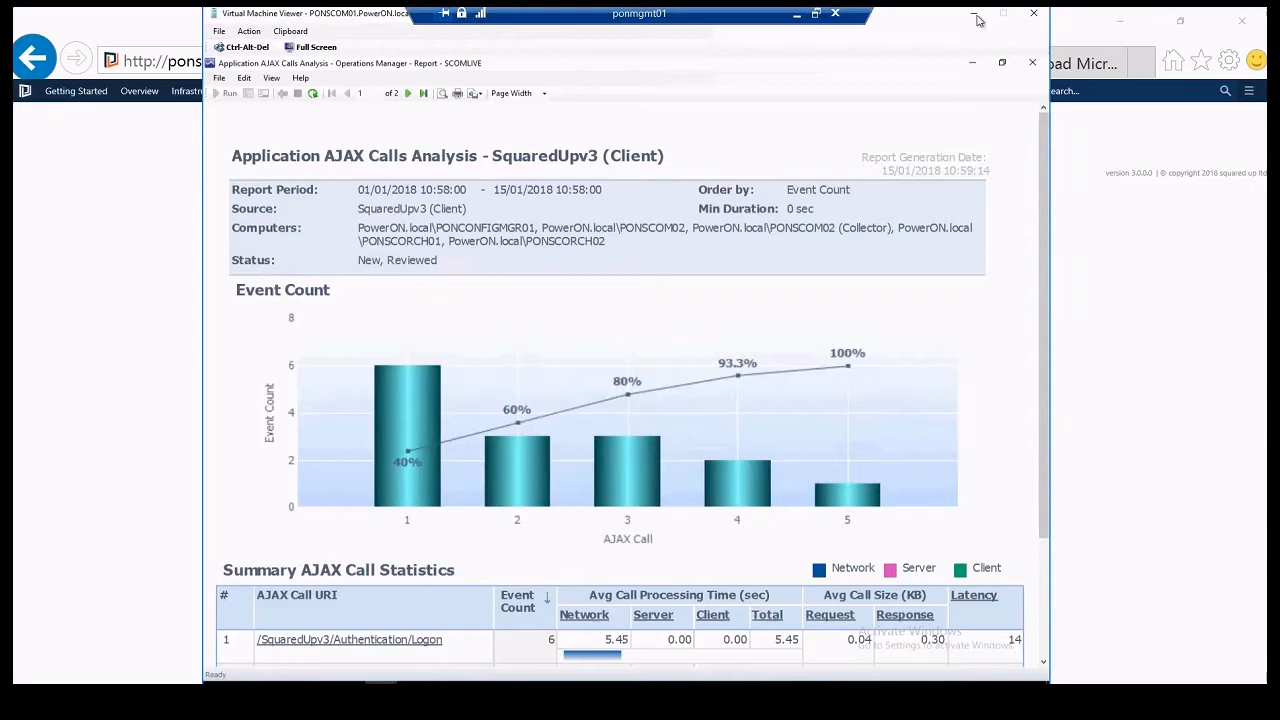 Virtual Machine Viewer - PONSCOM01.PowerON.loca
ponmgmt01
File Action Clipboard
Ctrl-Alt-Del Full Screen
http://pons
oad Micr...
Application AJAX Calls Analysis - Operations Manager - Report - SCOMLIVE
File Edit View Help
Getting Started Overview Infrastr
earch...
Run 1 of 2 Page Width
Application AJAX Calls Analysis - SquaredUpv3 (Client)
Report Generation Date:
15/01/2018 10:59:14
version 3.0.0.0 | © copyright 2018 squared up ltd
Report Period: 01/01/2018 10:58:00 - 15/01/2018 10:58:00 Order by: Event Count
Source: SquaredUpv3 (Client) Min Duration: 0 sec
Computers: PowerON.local\PONCONFIGMGR01, PowerON.local\PONSCOM02, PowerON.local\PONSCOM02 (Collector), PowerON.local
\PONSCORCH01, PowerON.local\PONSCORCH02
Status: New, Reviewed
Event Count
8
6
4
2
0
Event Count
40%
60%
80%
93.3%
100%
1 2 3 4 5
AJAX Call
Summary AJAX Call Statistics
Network Server Client
# AJAX Call URI Event Count Avg Call Processing Time (sec) Avg Call Size (KB) Latency
Network Server Client Total Request Response
1 /SquaredUpv3/Authentication/Logon 6 5.45 0.00 0.00 5.45 0.04 0.30 14
Activate Windows
Go to Settings to activate Windows.
Ready